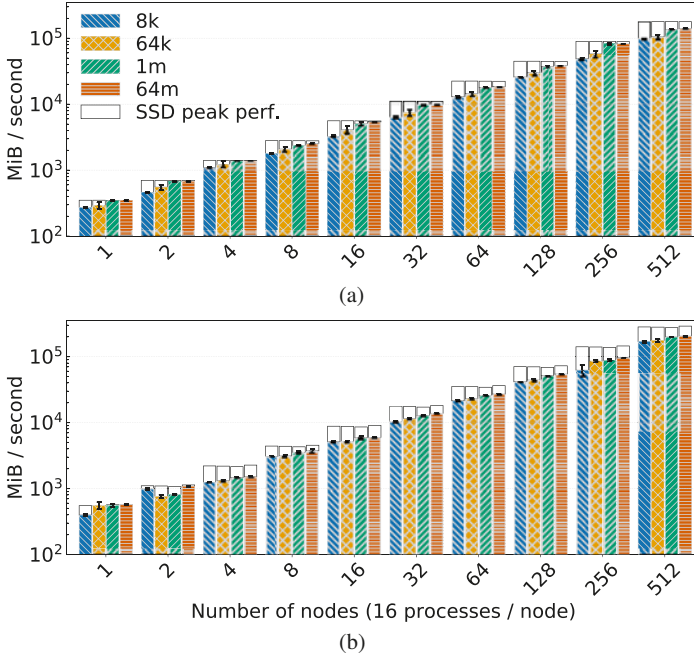 8k
64k
1m
64m
SSD peak perf.
MiB / second
10^5
10^4
10^3
10^2
1 2 4 8 16 32 64 128 256 512
(a)
MiB / second
10^5
10^4
10^3
10^2
1 2 4 8 16 32 64 128 256 512
Number of nodes (16 processes / node)
(b)